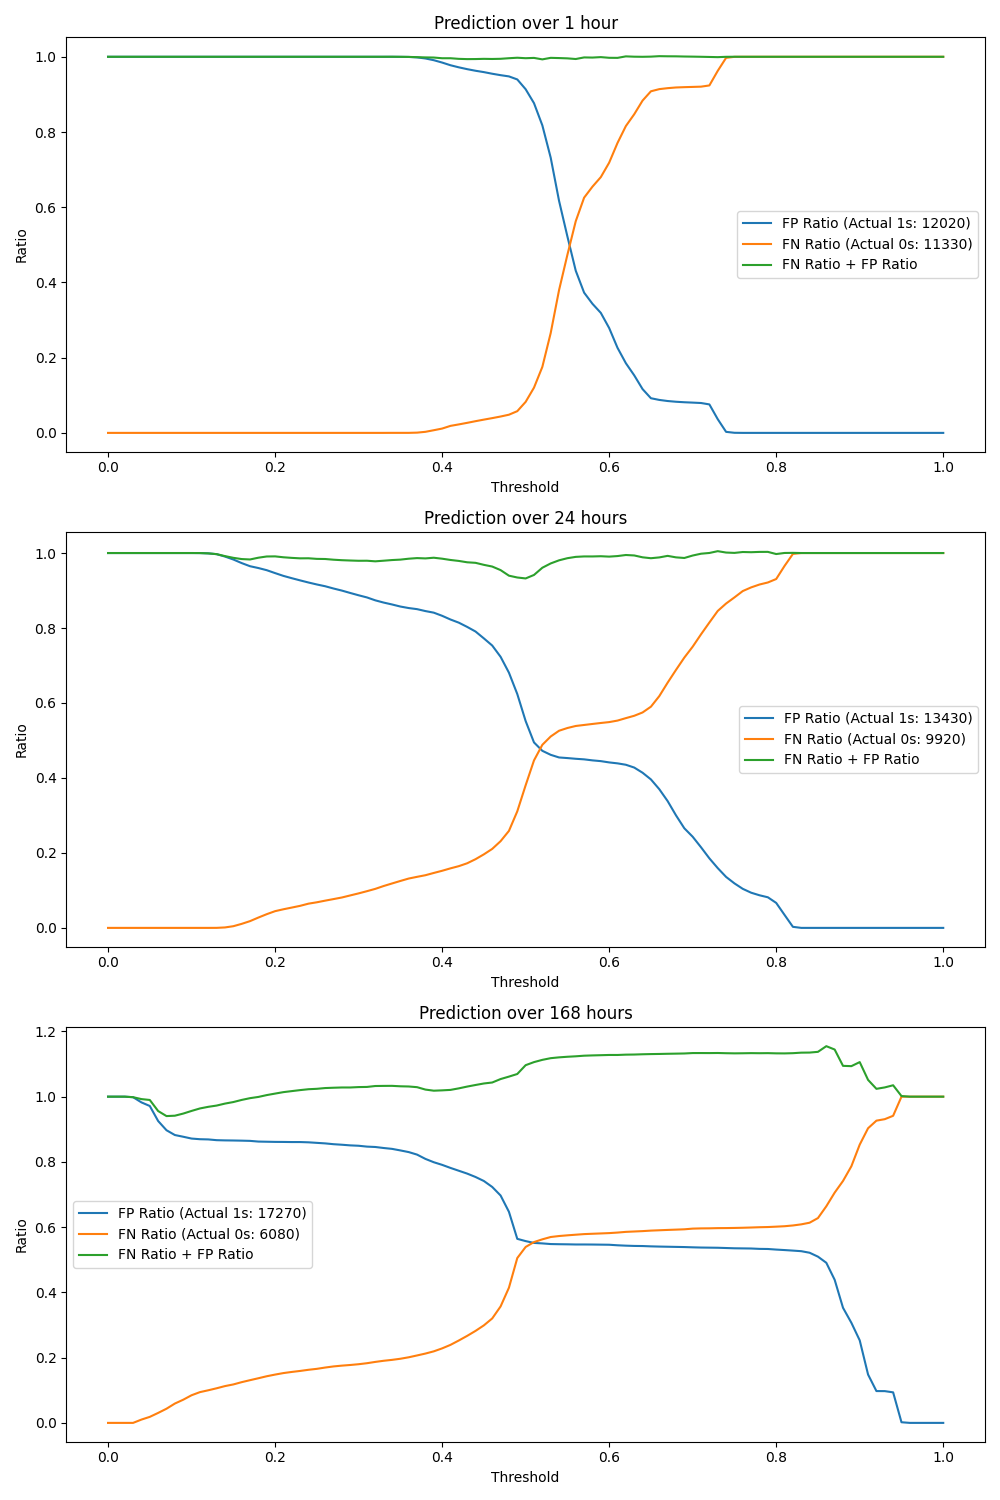 Prediction over 1 hour
1.0
0.8
0.6
0.4
0.2
0.0
Ratio
FP Ratio (Actual 1s: 12020)
FN Ratio (Actual 0s: 11330)
FN Ratio + FP Ratio
0.0 0.2 0.4 0.6 0.8 1.0
Threshold
Prediction over 24 hours
1.0
0.8
0.6
0.4
0.2
0.0
Ratio
FP Ratio (Actual 1s: 13430)
FN Ratio (Actual 0s: 9920)
FN Ratio + FP Ratio
0.0 0.2 0.4 0.6 0.8 1.0
Threshold
Prediction over 168 hours
1.2
1.0
0.8
0.6
0.4
0.2
0.0
Ratio
FP Ratio (Actual 1s: 17270)
FN Ratio (Actual 0s: 6080)
FN Ratio + FP Ratio
0.0 0.2 0.4 0.6 0.8 1.0
Threshold